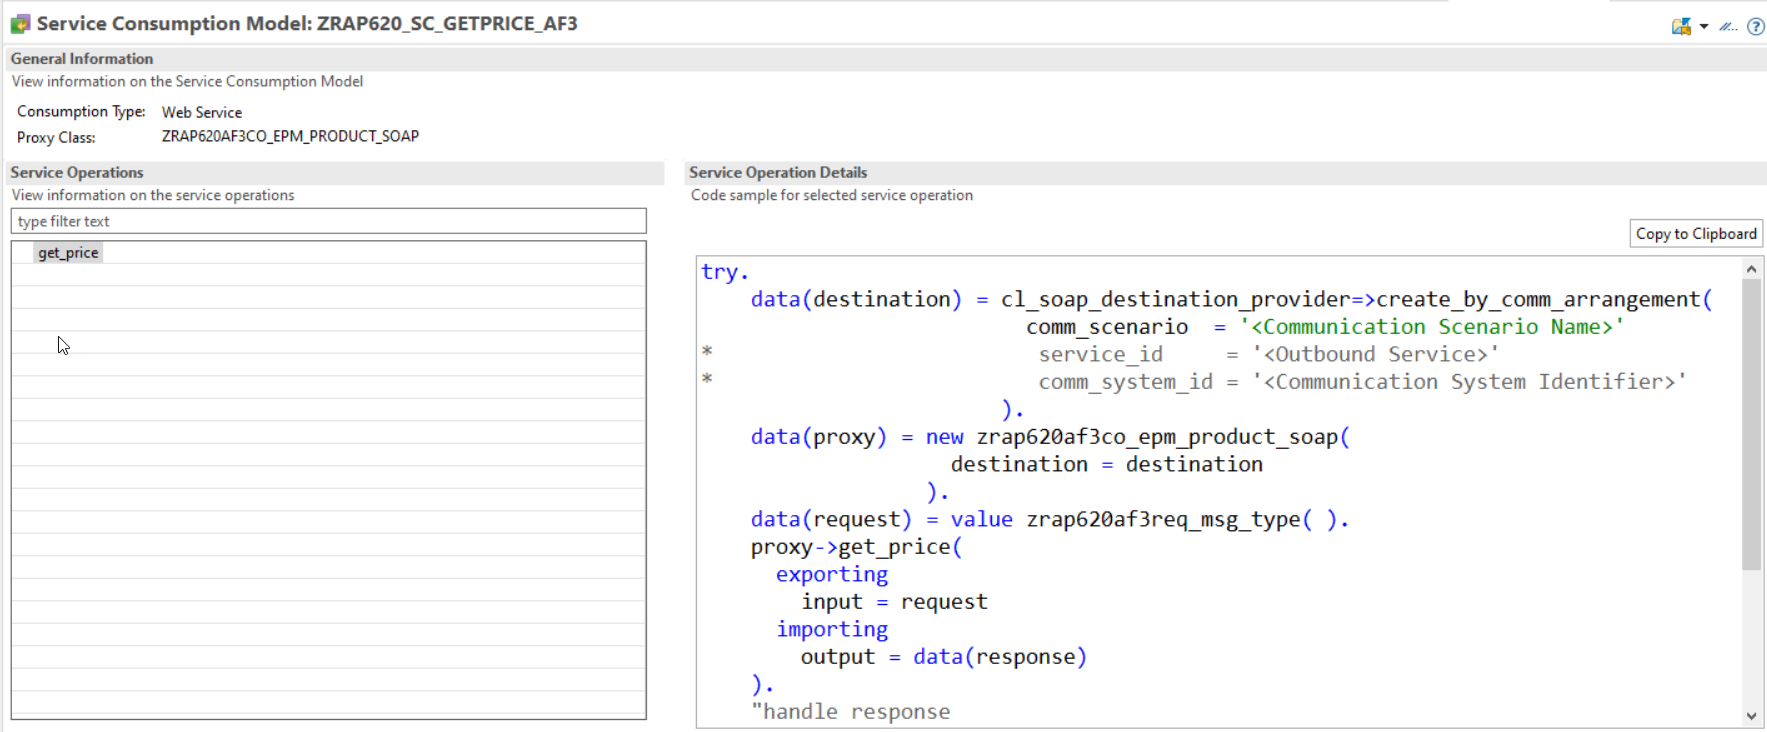 Service Consumption Model: ZRAP620_SC_GETPRICE_AF3
General Information
View information on the Service Consumption Model
Consumption Type: Web Service
Proxy Class: ZRAP620AF3CO_EPM_PRODUCT_SOAP
Service Operations
View information on the service operations
type filter text
get_price
Service Operation Details
Code sample for selected service operation
Copy to Clipboard
try.
data(destination) = cl_soap_destination_provider=>create_by_comm_arrangement(
comm_scenario = '<Communication Scenario Name>'
* service_id = '<Outbound Service>'
* comm_system_id = '<Communication System Identifier>'
).
data(proxy) = new zrap620af3co_epm_product_soap(
destination = destination
).
data(request) = value zrap620af3req_msg_type( ).
proxy->get_price(
exporting
input = request
importing
output = data(response)
).
"handle response